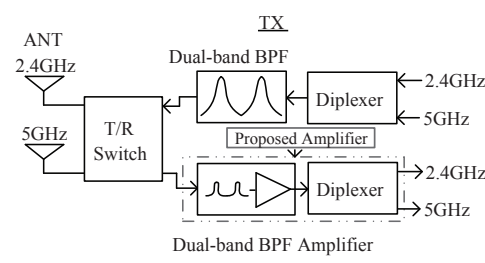 TX
ANT
2.4GHz
Dual-band BPF
Diplexer
2.4GHz
5GHz
5GHz
T/R
Switch
Proposed Amplifier
Diplexer
2.4GHz
5GHz
Dual-band BPF Amplifier